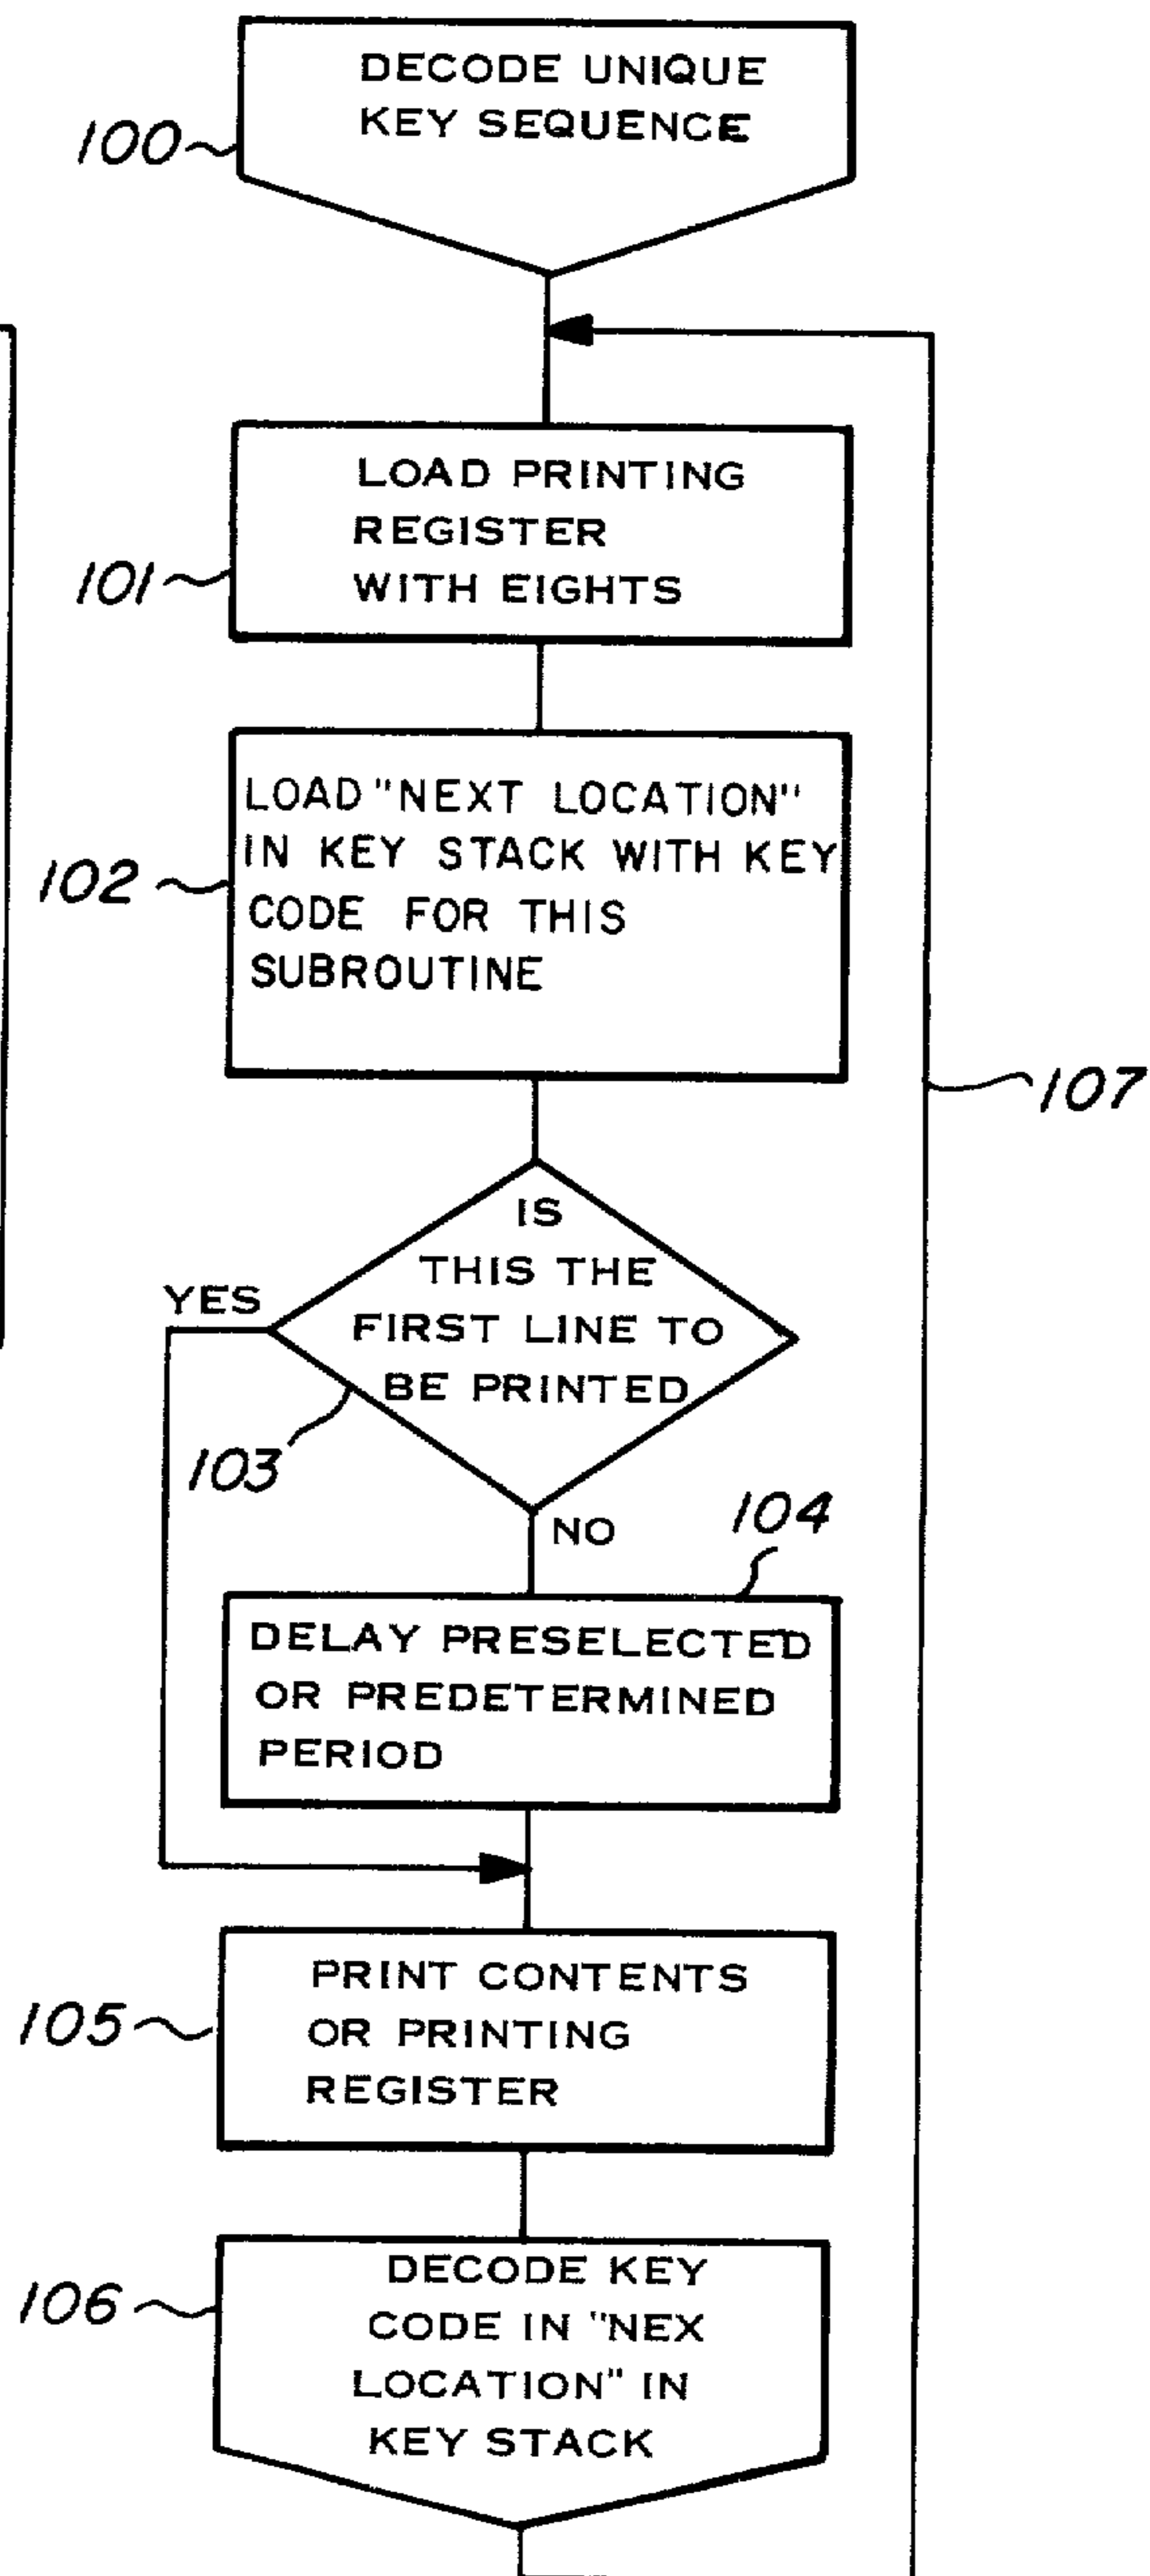 DECODE UNIQUE
KEY SEQUENCE
100
LOAD PRINTING
REGISTER
WITH EIGHTS
101
LOAD "NEXT LOCATION"
IN KEY STACK WITH KEY
CODE FOR THIS
SUBROUTINE
102
107
IS
THIS THE
FIRST LINE TO
BE PRINTED
YES
103
NO
104
DELAY PRESELECTED
OR PREDETERMINED
PERIOD
PRINT CONTENTS
OR PRINTING
REGISTER
105
DECODE KEY
CODE IN "NEX
LOCATION" IN
KEY STACK
106